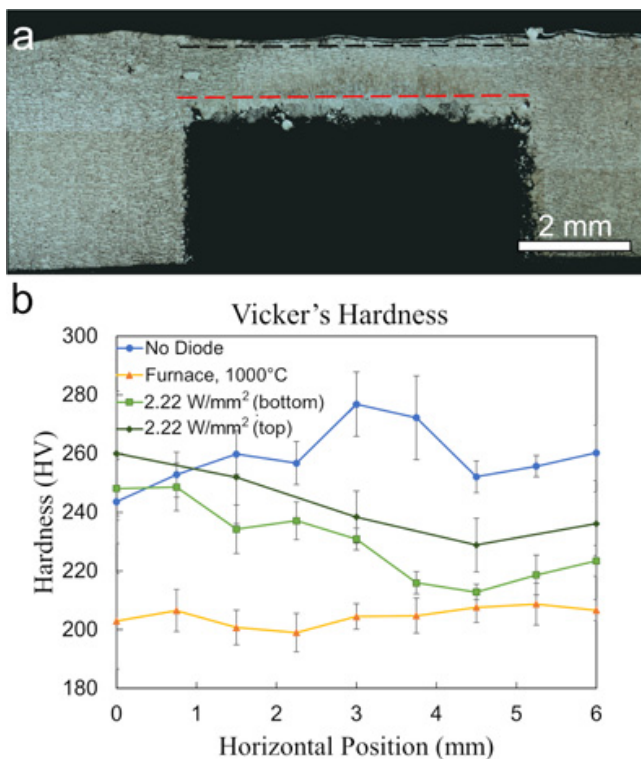 a
2 mm
b
Vicker's Hardness
300
280
260
240
220
200
180
Hardness (HV)
No Diode
Furnace, 1000°C
2.22 W/mm² (bottom)
2.22 W/mm² (top)
0 1 2 3 4 5 6
Horizontal Position (mm)